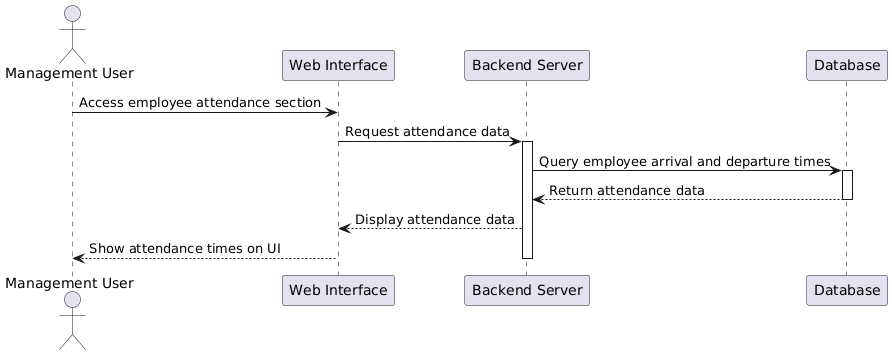 Management User
Web Interface
Backend Server
Database
Access employee attendance section
Request attendance data
Query employee arrival and departure times
Return attendance data
Display attendance data
Show attendance times on UI
Management User
Web Interface
Backend Server
Database